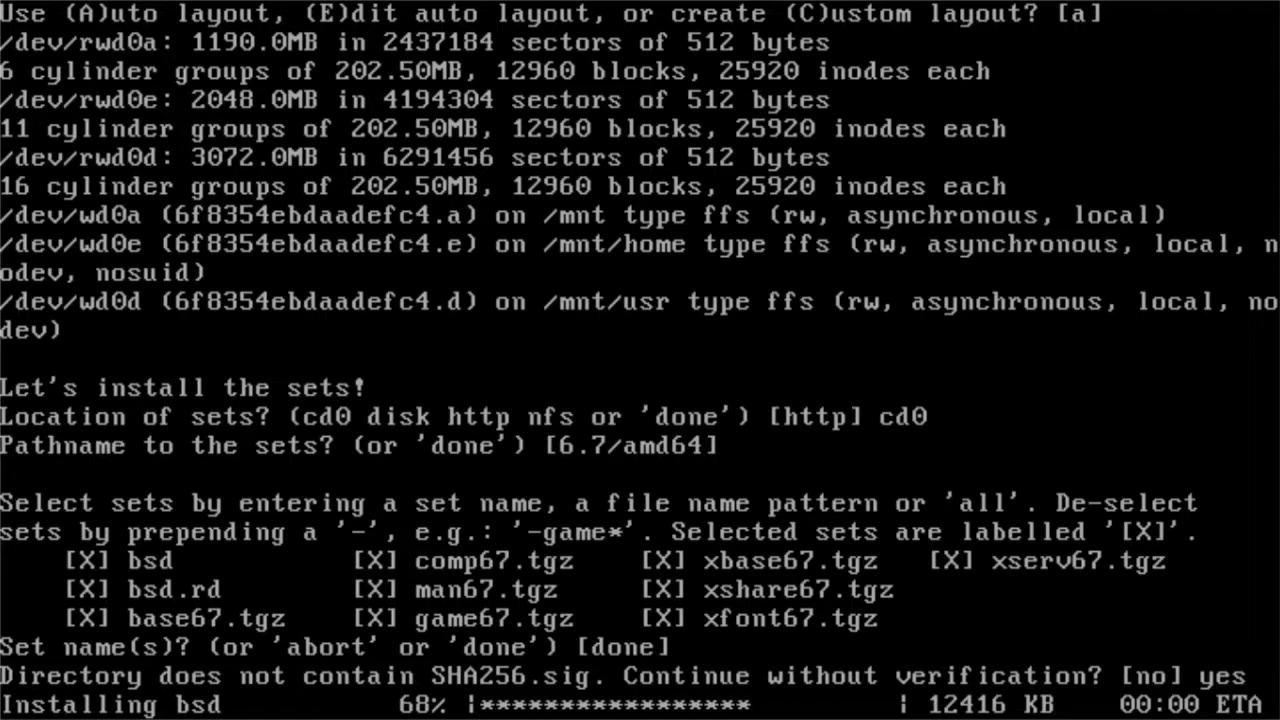 Use (A)uto layout, (E)dit auto layout, or create (C)ustom layout? [a]
/dev/rwd0a: 1190.0MB in 2437184 sectors of 512 bytes
6 cylinder groups of 202.50MB, 12960 blocks, 25920 inodes each
/dev/rwd0e: 2048.0MB in 4194304 sectors of 512 bytes
11 cylinder groups of 202.50MB, 12960 blocks, 25920 inodes each
/dev/rwd0d: 3072.0MB in 6291456 sectors of 512 bytes
16 cylinder groups of 202.50MB, 12960 blocks, 25920 inodes each
/dev/wd0a (6f8354ebdaadefc4.a) on /mnt type ffs (rw, asynchronous, local)
/dev/wd0e (6f8354ebdaadefc4.e) on /mnt/home type ffs (rw, asynchronous, local, n
odev, nosuid)
/dev/wd0d (6f8354ebdaadefc4.d) on /mnt/usr type ffs (rw, asynchronous, local, no
dev)
Let's install the sets!
Location of sets? (cd0 disk http nfs or 'done') [http] cd0
Pathname to the sets? (or 'done') [6.7/amd64]
Select sets by entering a set name, a file name pattern or 'all'. De-select
sets by prepending a '-', e.g.: '-game*'. Selected sets are labelled '[X]'.
[X] bsd [X] comp67.tgz [X] xbase67.tgz [X] xserv67.tgz
[X] bsd.rd [X] man67.tgz [X] xshare67.tgz
[X] base67.tgz [X] game67.tgz [X] xfont67.tgz
Set name(s)? (or 'abort' or 'done') [done]
Directory does not contain SHA256.sig. Continue without verification? [no] yes
Installing bsd 68% |***************** | 12416 KB 00:00 ETA